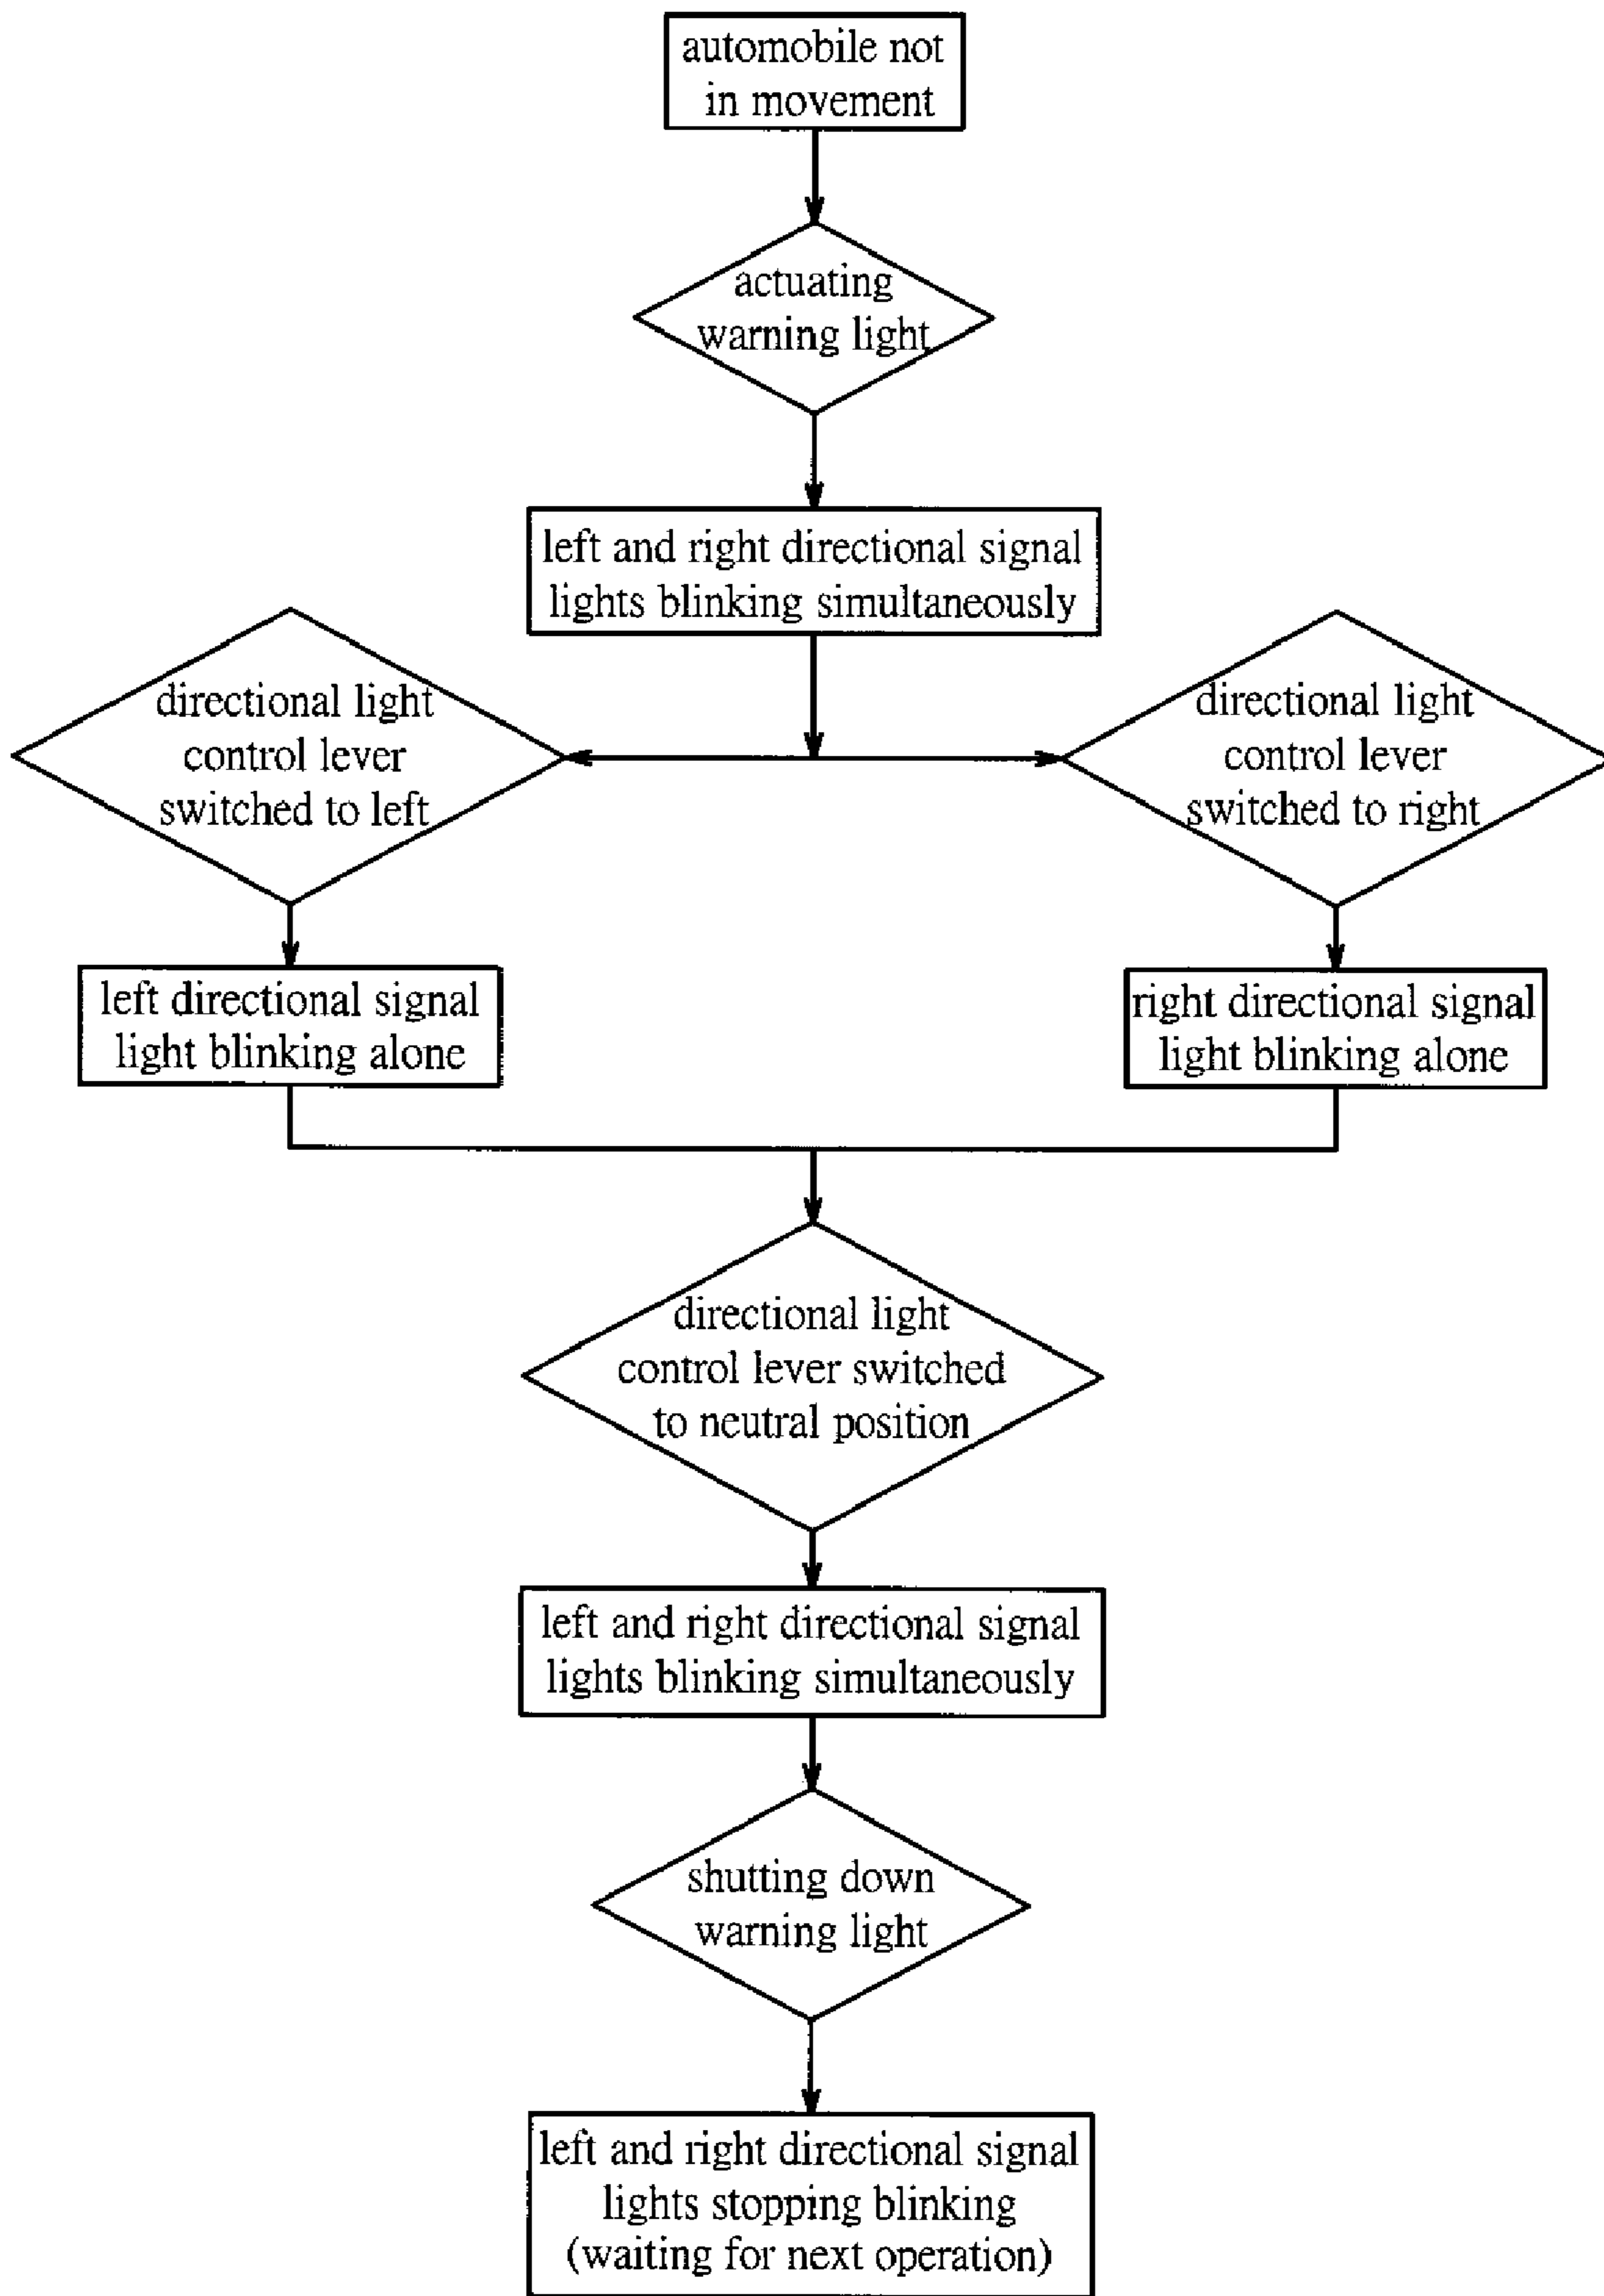 automobile not
in movement
actuating
warning light
left and right directional signal
lights blinking simultaneously
directional light
control lever
switched to left
directional light
control lever
switched to right
left directional signal
light blinking alone
right directional signal
light blinking alone
directional light
control lever switched
to neutral position
left and right directional signal
lights blinking simultaneously
shutting down
warning light
left and right directional signal
lights stopping blinking
(waiting for next operation)